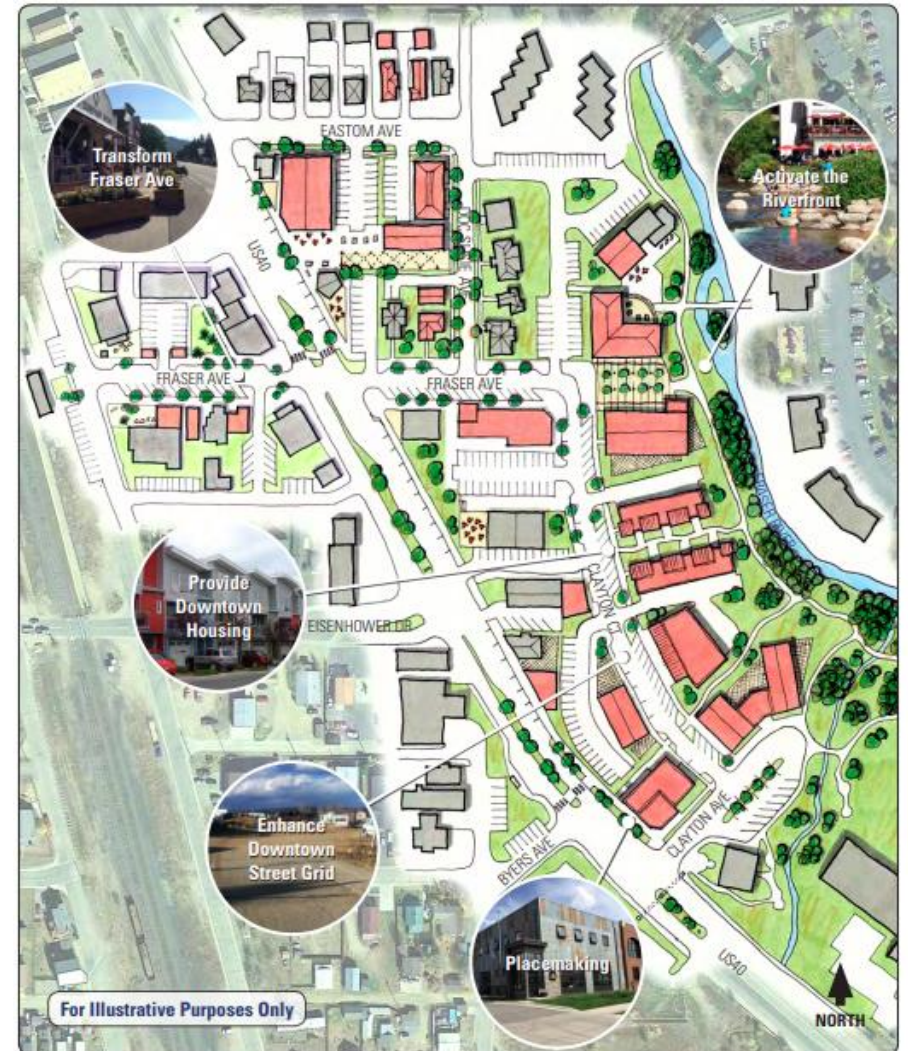 EASTOM AVE
Transform
Fraser Ave
Activate the
Riverfront
US40
FRASER AVE
FRASER AVE
Provide
Downtown
Housing
CLAYTON CT
EISENHOWER DR
Enhance
Downtown
Street Grid
CLAYTON AVE
BYERS AVE
Placemaking
US40
For Illustrative Purposes Only
NORTH